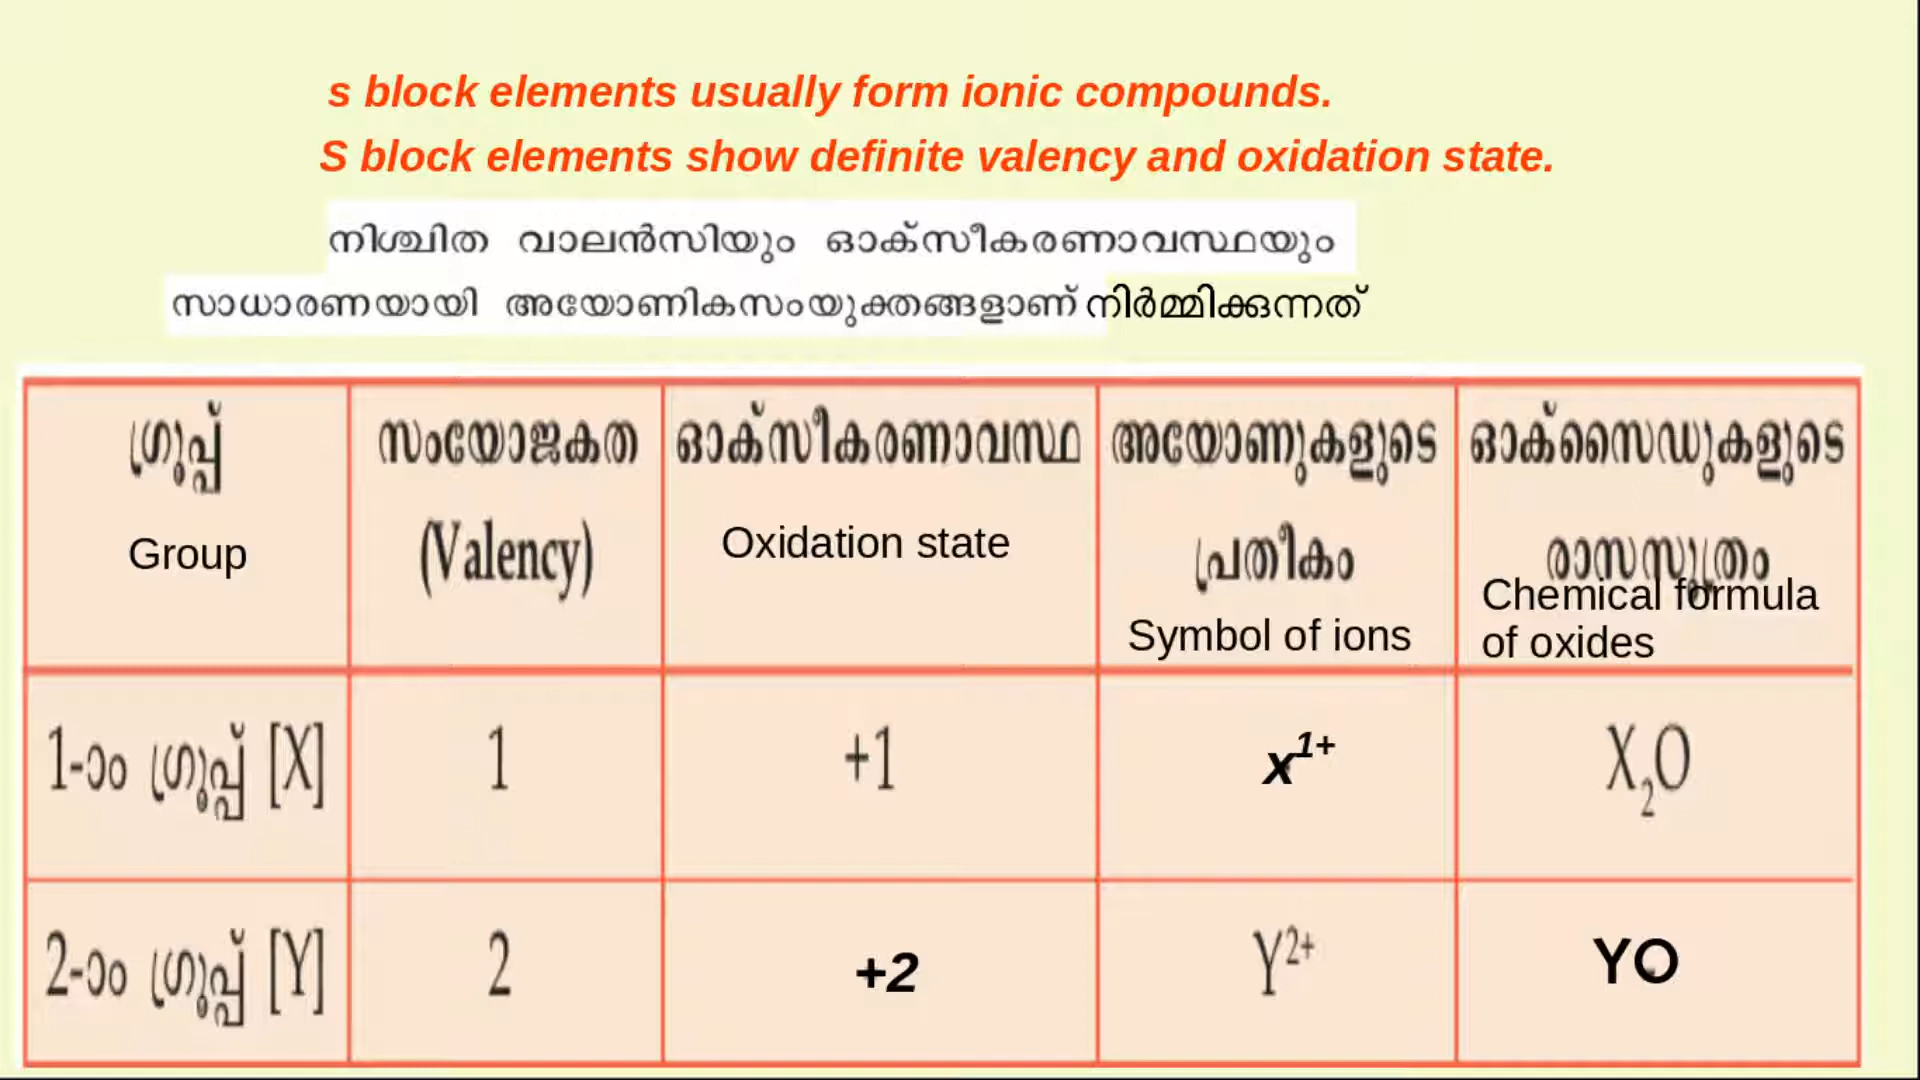 s block elements usually form ionic compounds.
S block elements show definite valency and oxidation state.
നിശ്ചിത വാലൻസിയും ഓക്സീകരണാവസ്ഥയും
സാധാരണയായി അയോണികസംയുക്തങ്ങളാണ് നിർമ്മിക്കുന്നത്
ഗ്രൂപ്പ് സംയോജകത ഓക്സീകരണാവസ്ഥ അയോണുകളുടെ ഓക്സൈഡുകളുടെ
Group (Valency) Oxidation state പ്രതീകം രാസസൂത്രം
Symbol of ions Chemical formula
of oxides
1-ാം ഗ്രൂപ്പ് [X] 1 +1 x¹⁺ X₂O
2-ാം ഗ്രൂപ്പ് [Y] 2 +2 Y²⁺ YO